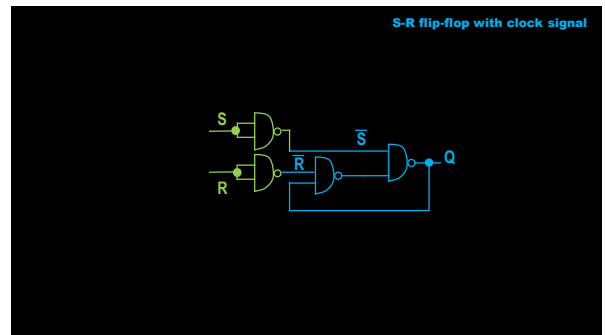 S-R flip-flop with clock signal
S
S̅
R̅
Q
R